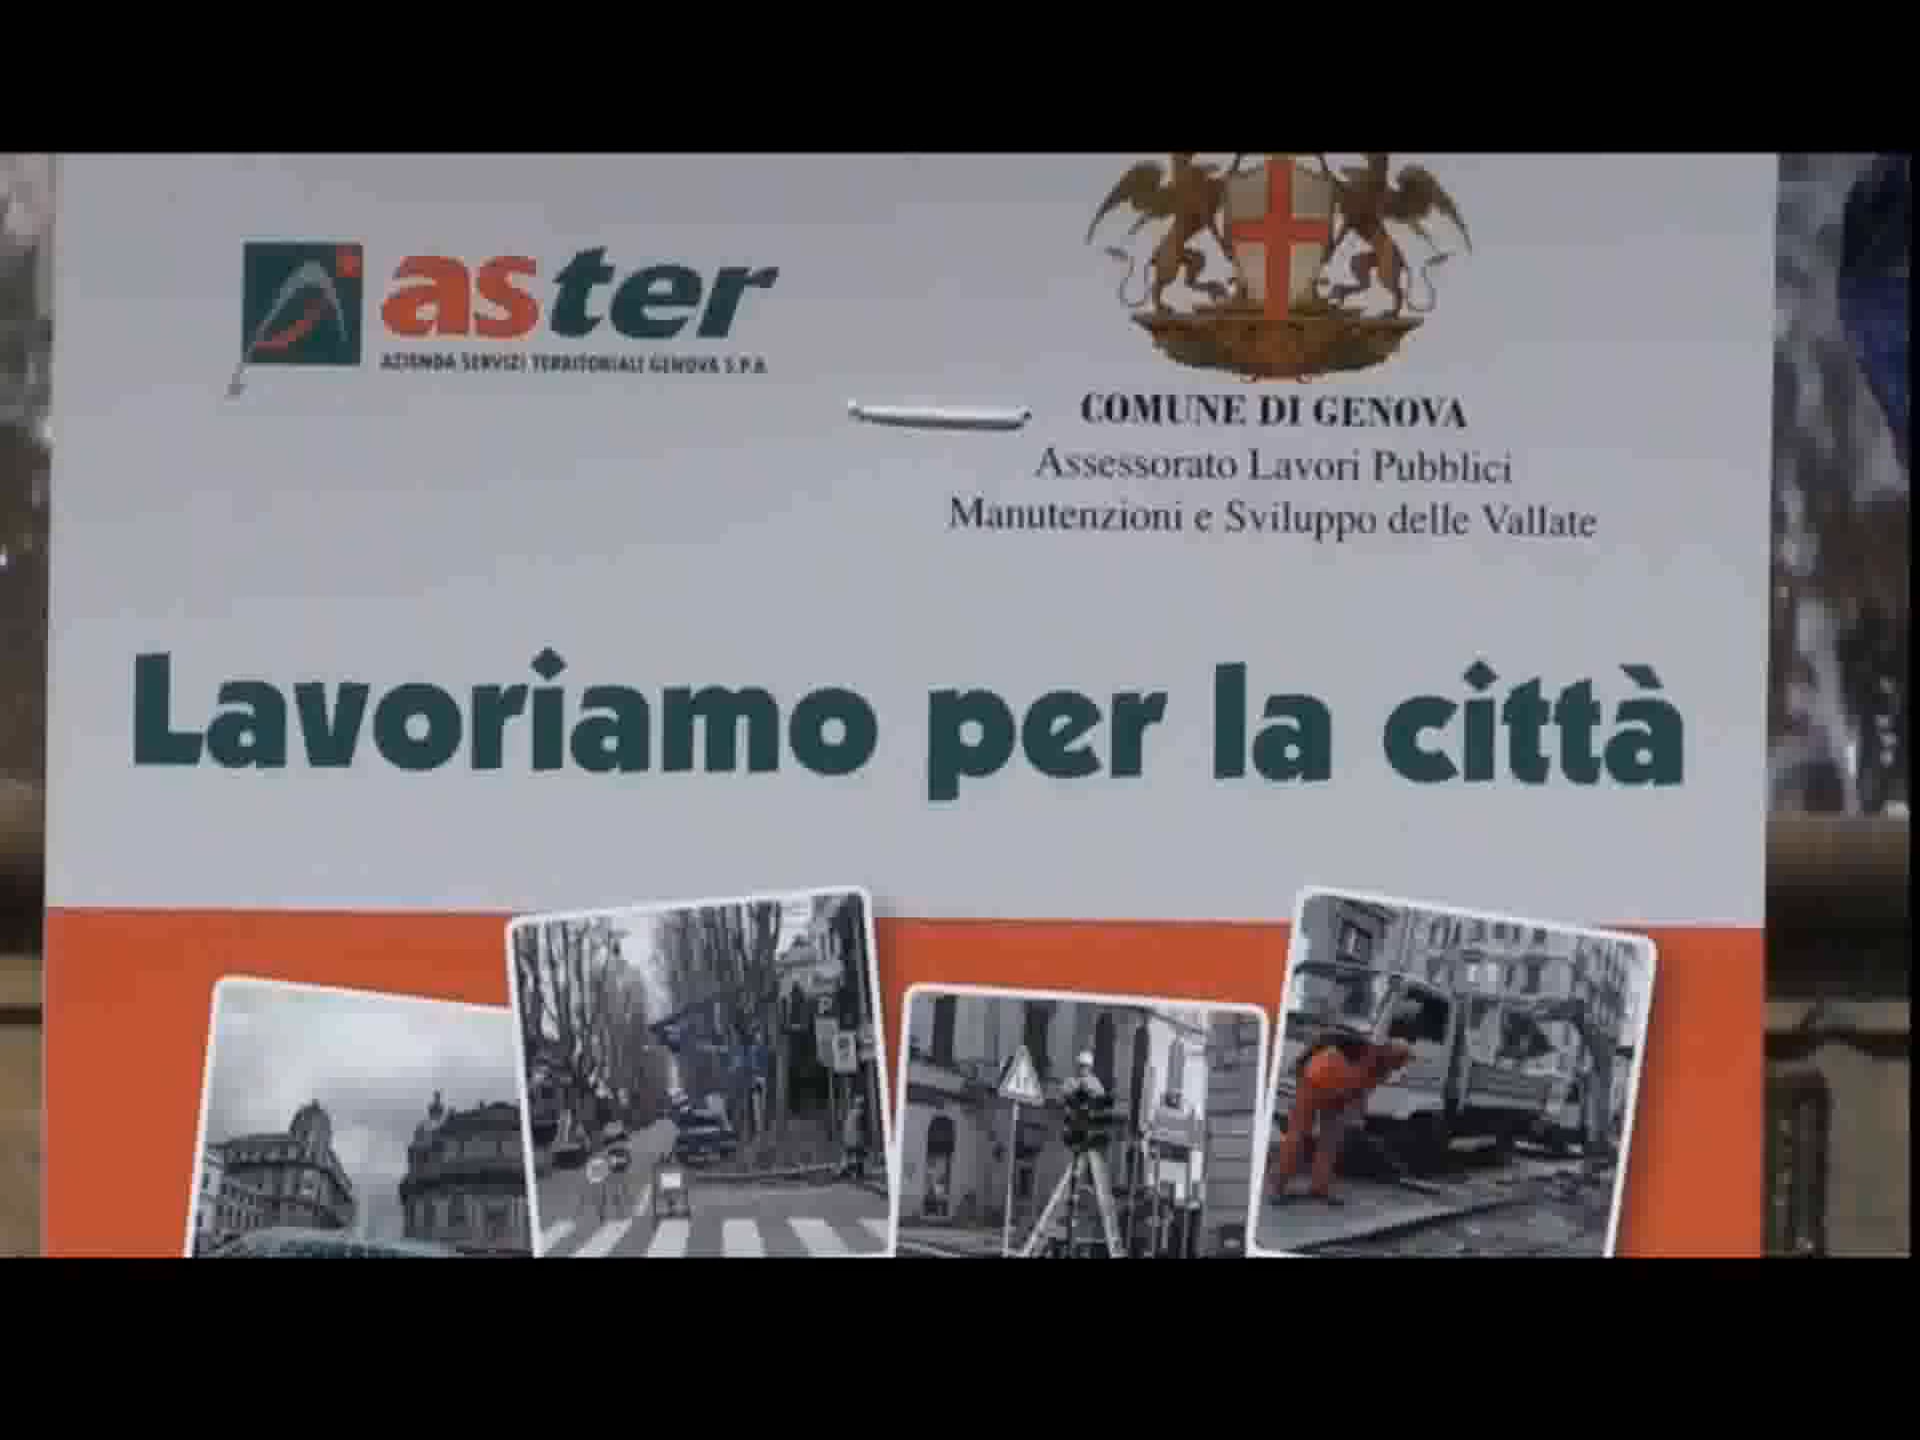 aster
AZIENDA SERVIZI TERRITORIALI GENOVA S.P.A.
COMUNE DI GENOVA
Assessorato Lavori Pubblici
Manutenzioni e Sviluppo delle Vallate
Lavoriamo per la città
P